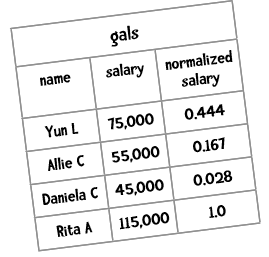 gals
name salary normalized salary
Yun L 75,000 0.444
Allie C 55,000 0.167
Daniela C 45,000 0.028
Rita A 115,000 1.0